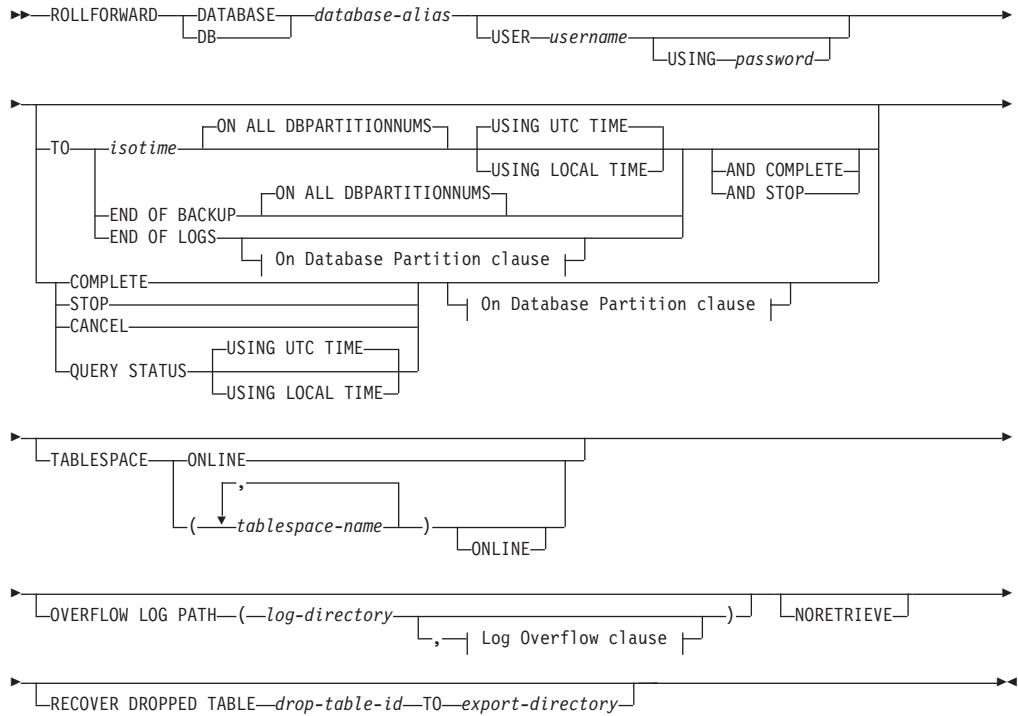 ROLLFORWARD DATABASE database-alias
DB USER username
USING password
ON ALL DBPARTITIONNUMS USING UTC TIME
TO isotime
USING LOCAL TIME AND COMPLETE
ON ALL DBPARTITIONNUMS AND STOP
END OF BACKUP
END OF LOGS
On Database Partition clause
COMPLETE
STOP On Database Partition clause
CANCEL
USING UTC TIME
QUERY STATUS
USING LOCAL TIME
TABLESPACE ONLINE
,
( tablespace-name )
ONLINE
OVERFLOW LOG PATH ( log-directory ) NORETRIEVE
, Log Overflow clause
RECOVER DROPPED TABLE drop-table-id TO export-directory